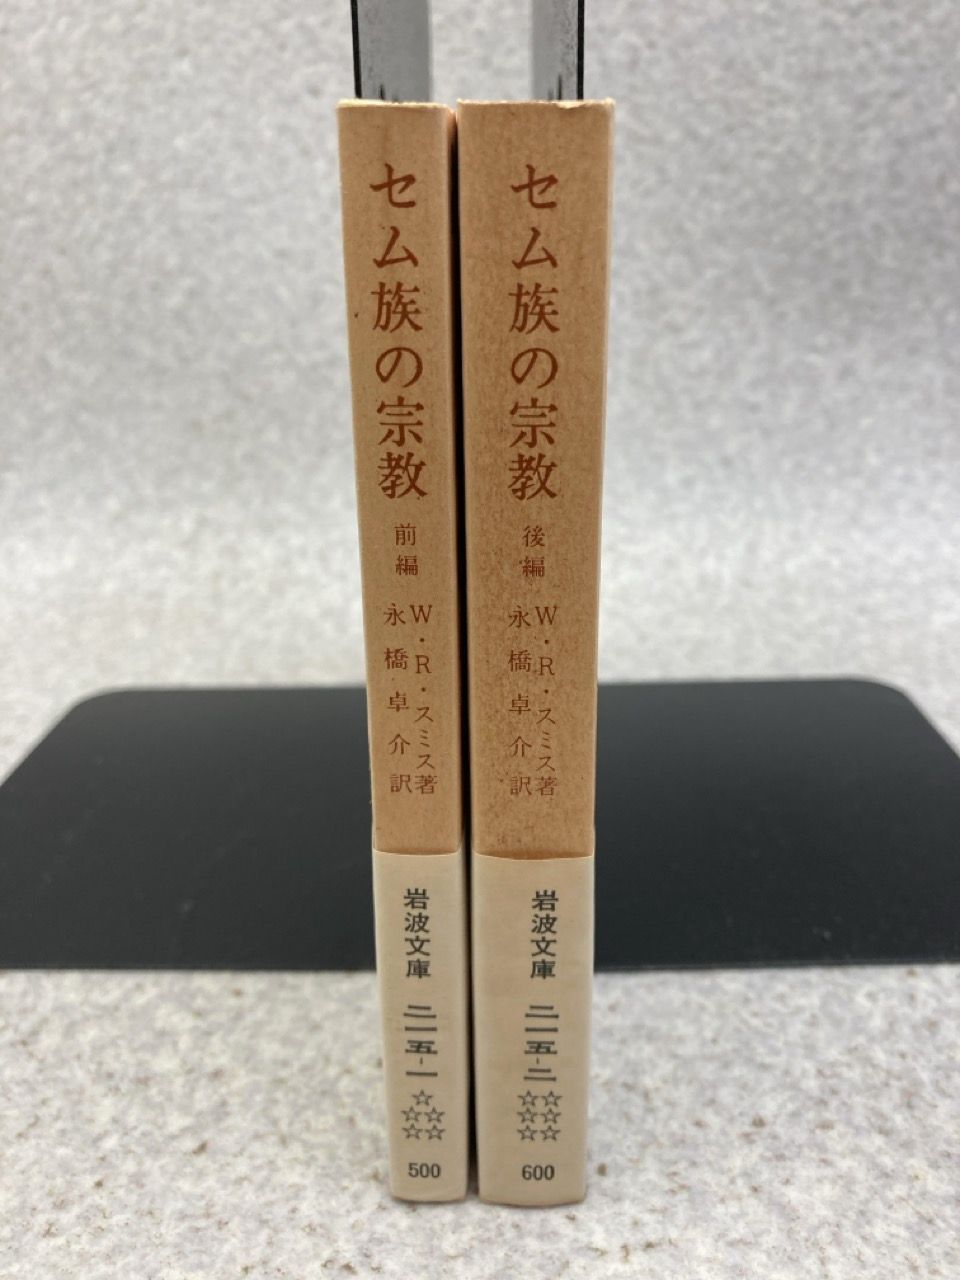 セム族の宗教
前編
W・R・スミス著
永橋卓介訳
岩波文庫
二一五-一
☆
☆☆
☆☆
500
セム族の宗教
後編
W・R・スミス著
永橋卓介訳
岩波文庫
二一五-二
☆☆
☆☆
☆☆
600